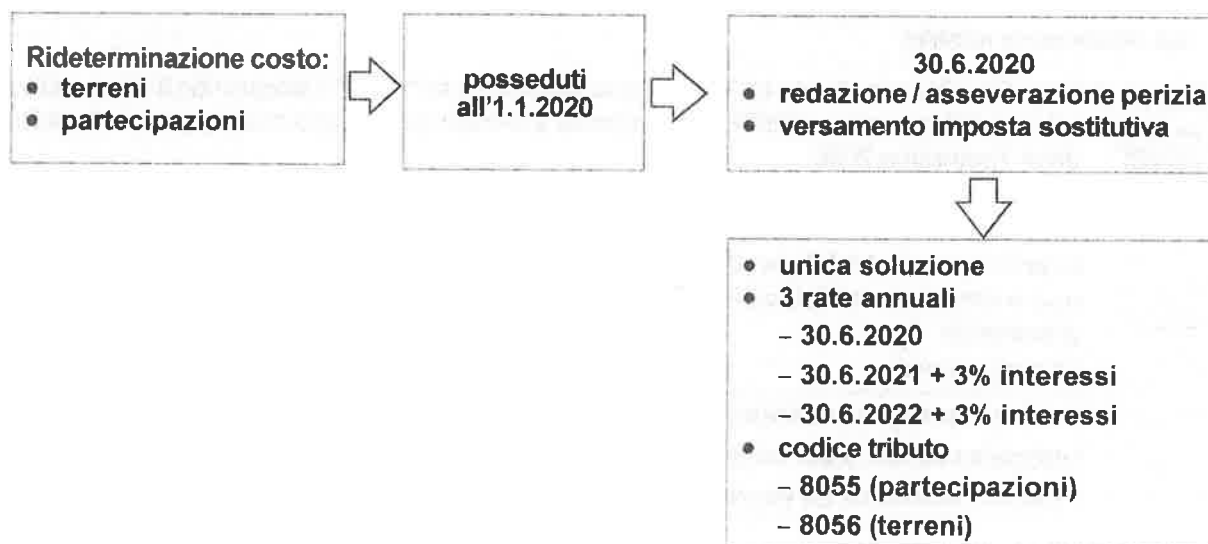 Rideterminazione costo:
• terreni
• partecipazioni
posseduti
all'1.1.2020
30.6.2020
• redazione / asseverazione perizia
• versamento imposta sostitutiva
• unica soluzione
• 3 rate annuali
– 30.6.2020
– 30.6.2021 + 3% interessi
– 30.6.2022 + 3% interessi
• codice tributo
– 8055 (partecipazioni)
– 8056 (terreni)